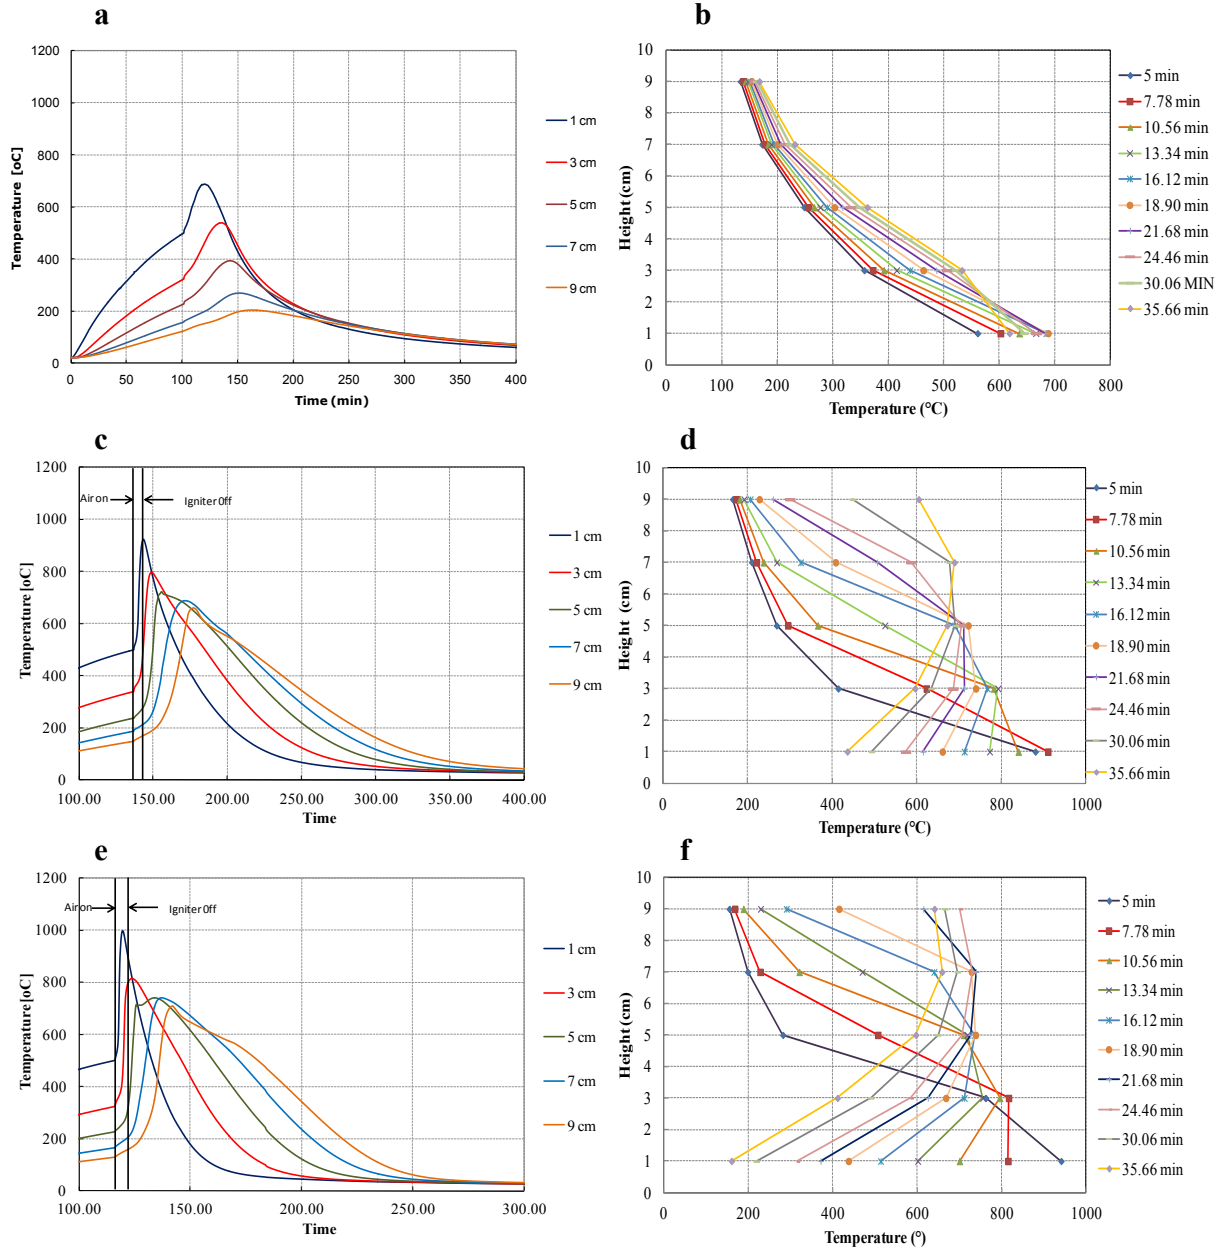 a
1200
1000
800
600
400
200
0
0 50 100 150 200 250 300 350 400
Temperature [oC]
Time (min)
1 cm
3 cm
5 cm
7 cm
9 cm
b
10
9
8
7
6
5
4
3
2
1
0
0 100 200 300 400 500 600 700 800
Height (cm)
Temperature (°C)
5 min
7.78 min
10.56 min
13.34 min
16.12 min
18.90 min
21.68 min
24.46 min
30.06 MIN
35.66 min
c
1200
1000
800
600
400
200
0
100.00 150.00 200.00 250.00 300.00 350.00 400.00
Temperature [oC]
Time
Air on
Igniter Off
1 cm
3 cm
5 cm
7 cm
9 cm
d
10
9
8
7
6
5
4
3
2
1
0
0 200 400 600 800 1000
Height (cm)
Temperature (°C)
5 min
7.78 min
10.56 min
13.34 min
16.12 min
18.90 min
21.68 min
24.46 min
30.06 min
35.66 min
e
1200
1000
800
600
400
200
0
100.00 150.00 200.00 250.00 300.00
Temperature [oC]
Time
Air on
Igniter Off
1 cm
3 cm
5 cm
7 cm
9 cm
f
10
9
8
7
6
5
4
3
2
1
0
0 200 400 600 800 1000
Height (cm)
Temperature (°)
5 min
7.78 min
10.56 min
13.34 min
16.12 min
18.90 min
21.68 min
24.46 min
30.06 min
35.66 min